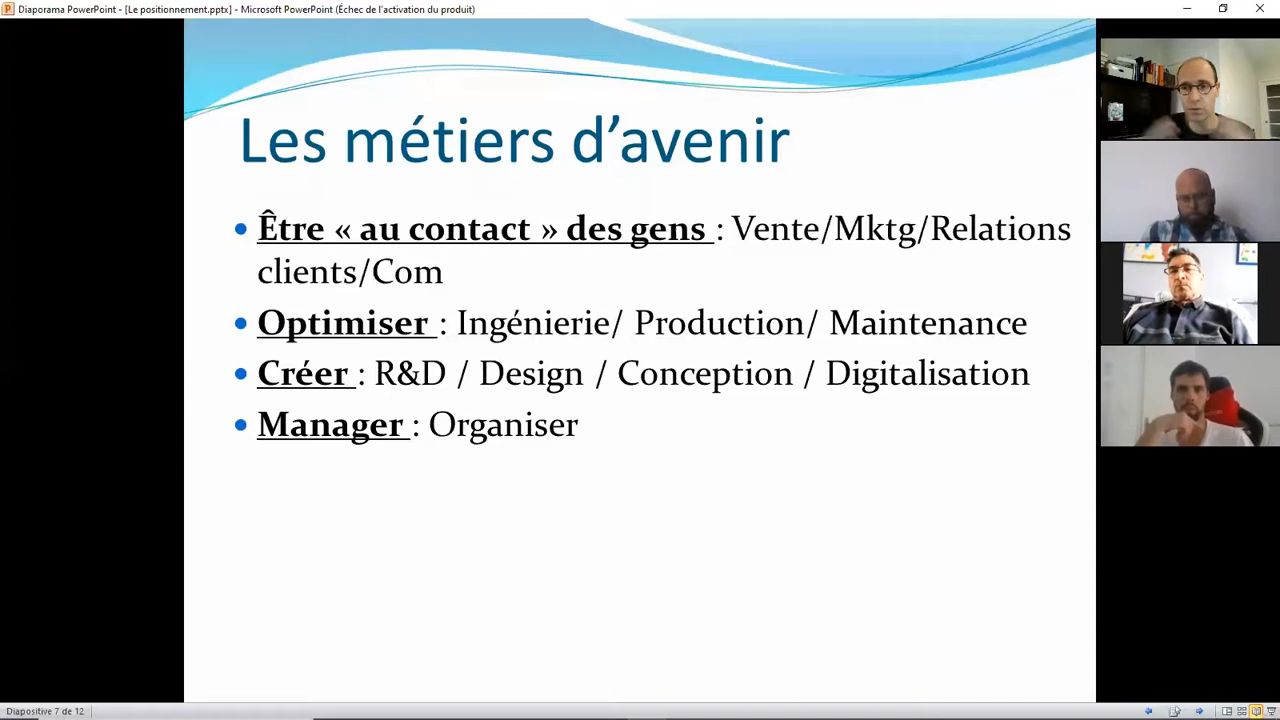 Diaporama PowerPoint - [Le positionnement.pptx] - Microsoft PowerPoint (Échec de l'activation du produit)
Les métiers d’avenir
• Être « au contact » des gens : Vente/Mktg/Relations
clients/Com
• Optimiser : Ingénierie/ Production/ Maintenance
• Créer : R&D / Design / Conception / Digitalisation
• Manager : Organiser
Diapositive 7 de 12